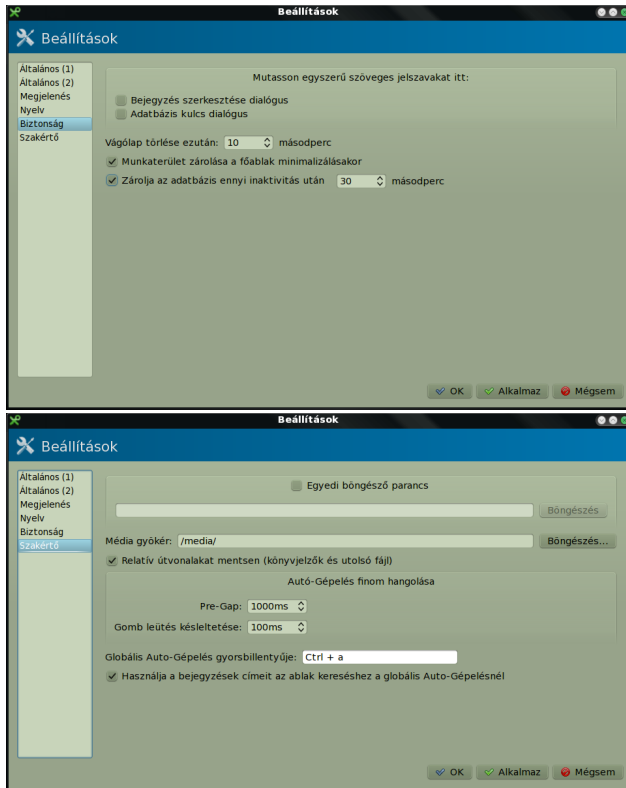 Beállítások
Beállítások
Általános (1)
Általános (2)
Megjelenés
Nyelv
Biztonság
Szakértő
Mutasson egyszerű szöveges jelszavakat itt:
Bejegyzés szerkesztése dialógus
Adatbázis kulcs dialógus
Vágólap törlése ezután: 10 másodperc
Munkaterület zárolása a főablak minimalizálásakor
Zárolja az adatbázis ennyi inaktivitás után 30 másodperc
OK Alkalmaz Mégsem
Beállítások
Beállítások
Általános (1)
Általános (2)
Megjelenés
Nyelv
Biztonság
Szakértő
Egyedi böngésző parancs
Böngészés
Média gyökér: /media/ Böngészés...
Relatív útvonalakat mentsen (könyvjelzők és utolsó fájl)
Autó-Gépelés finom hangolása
Pre-Gap: 1000ms
Gomb leütés késleltetése: 100ms
Globális Auto-Gépelés gyorsbillentyűje: Ctrl + a
Használja a bejegyzések címeit az ablak kereséshez a globális Auto-Gépelésnél
OK Alkalmaz Mégsem